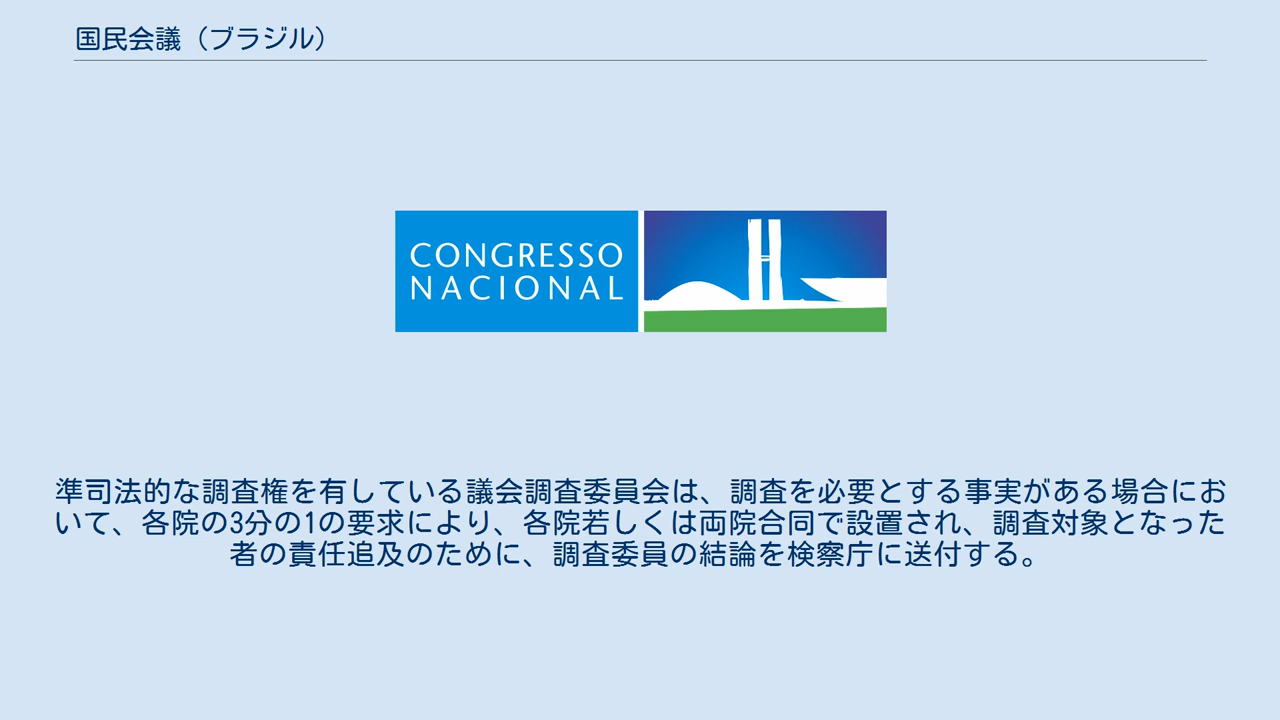 国民会議（ブラジル）
CONGRESSO
NACIONAL
準司法的な調査権を有している議会調査委員会は、調査を必要とする事実がある場合にお
いて、各院の3分の1の要求により、各院若しくは両院合同で設置され、調査対象となった
者の責任追及のために、調査委員の結論を検察庁に送付する。